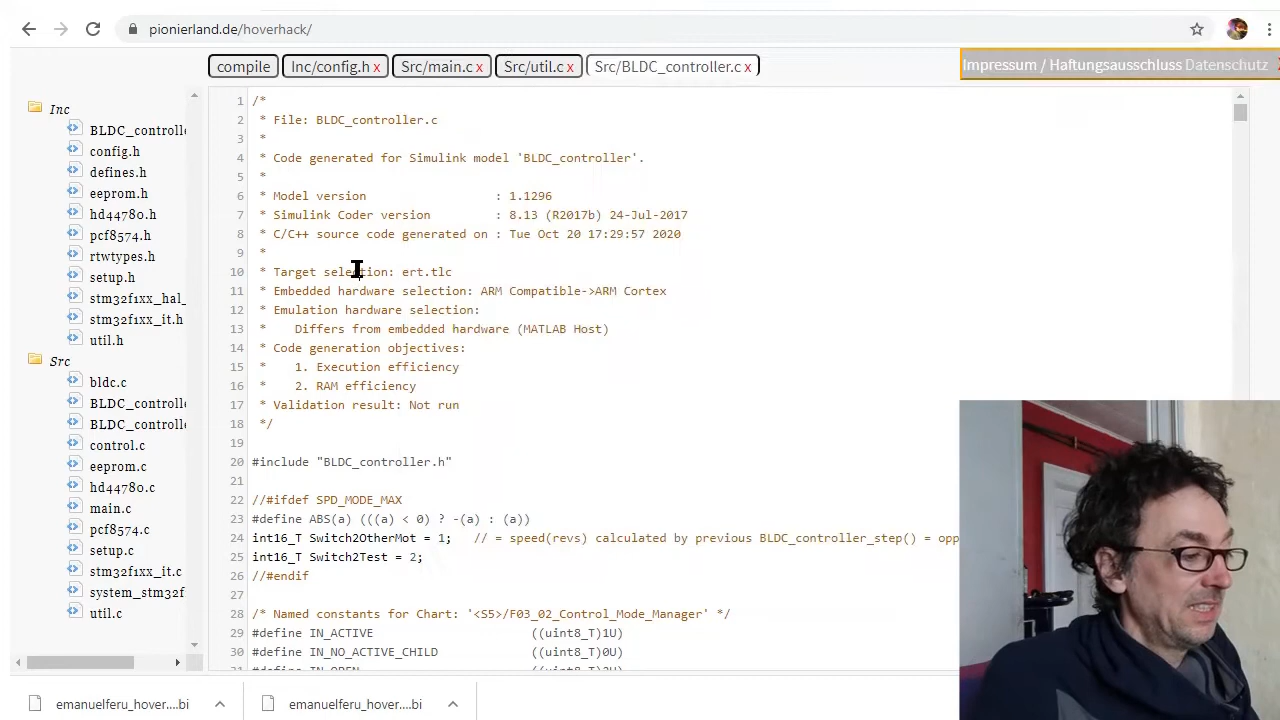 pionierland.de/hoverhack/
compile
Inc/config.h x
Src/main.c x
Src/util.c x
Src/BLDC_controller.c x
Impressum / Haftungsausschluss Datenschutz
Inc
BLDC_controlle
config.h
defines.h
eeprom.h
hd44780.h
pcf8574.h
rtwtypes.h
setup.h
stm32f1xx_hal_
stm32f1xx_it.h
util.h
Src
bldc.c
BLDC_controlle
BLDC_controlle
control.c
eeprom.c
hd44780.c
main.c
pcf8574.c
setup.c
stm32f1xx_it.c
system_stm32f
util.c
1 /*
2 * File: BLDC_controller.c
3 *
4 * Code generated for Simulink model 'BLDC_controller'.
5 *
6 * Model version : 1.1296
7 * Simulink Coder version : 8.13 (R2017b) 24-Jul-2017
8 * C/C++ source code generated on : Tue Oct 20 17:29:57 2020
9 *
10 * Target selection: ert.tlc
11 * Embedded hardware selection: ARM Compatible->ARM Cortex
12 * Emulation hardware selection:
13 * Differs from embedded hardware (MATLAB Host)
14 * Code generation objectives:
15 * 1. Execution efficiency
16 * 2. RAM efficiency
17 * Validation result: Not run
18 */
19
20 #include "BLDC_controller.h"
21
22 //#ifdef SPD_MODE_MAX
23 #define ABS(a) (((a) < 0) ? -(a) : (a))
24 int16_T Switch2OtherMot = 1; // = speed(revs) calculated by previous BLDC_controller_step() = opp
25 int16_T Switch2Test = 2;
26 //#endif
27
28 /* Named constants for Chart: '<S5>/F03_02_Control_Mode_Manager' */
29 #define IN_ACTIVE ((uint8_T)1U)
30 #define IN_NO_ACTIVE_CHILD ((uint8_T)0U)
31 #define IN_OPEN ((uint8_T)2U)
emanuelferu_hover....bi
emanuelferu_hover....bi